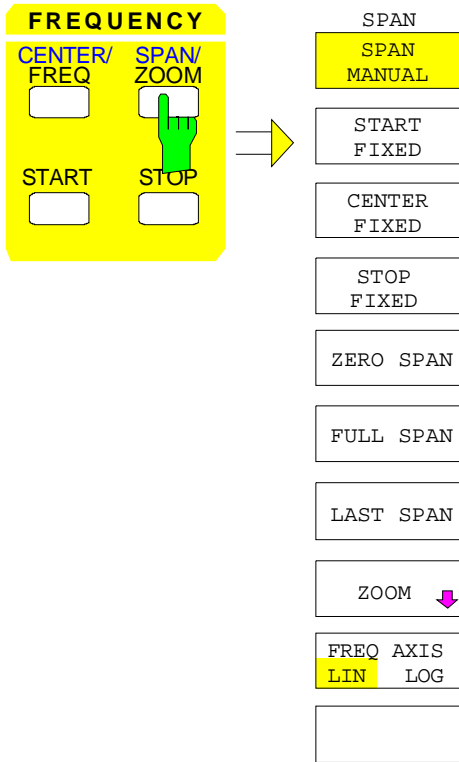 FREQUENCY
CENTER/ SPAN/
FREQ ZOOM
START STOP
SPAN
SPAN
MANUAL
START
FIXED
CENTER
FIXED
STOP
FIXED
ZERO SPAN
FULL SPAN
LAST SPAN
ZOOM
FREQ AXIS
LIN LOG